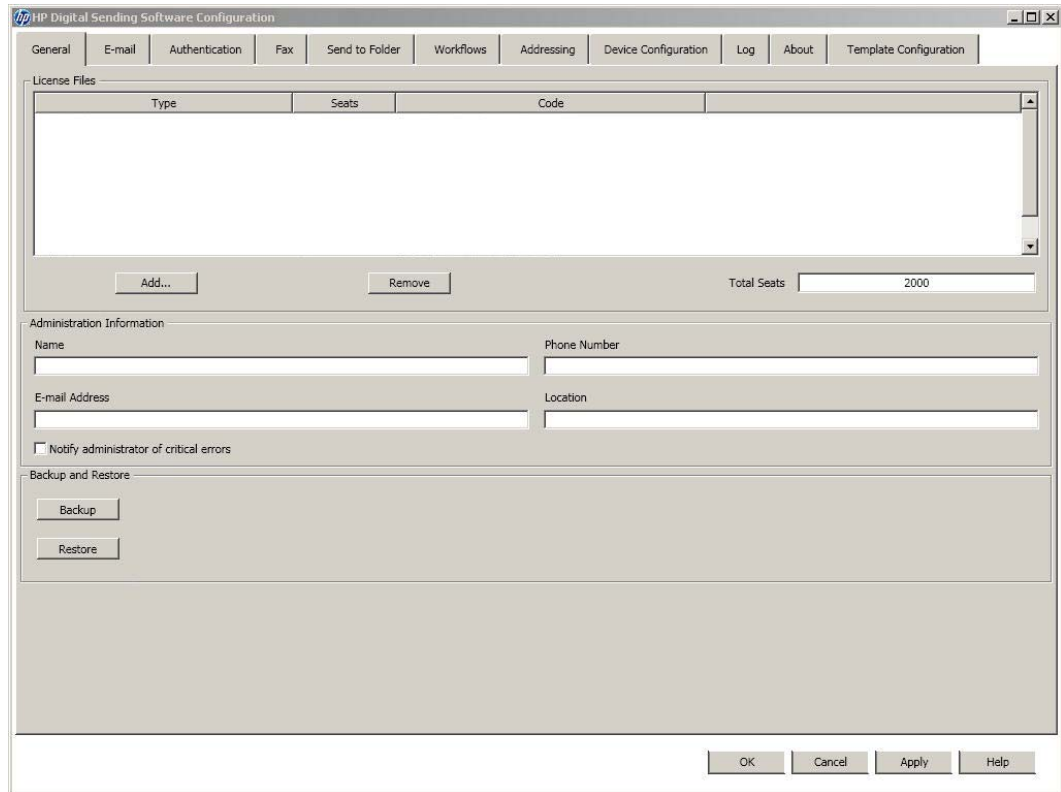 hp HP Digital Sending Software Configuration
General E-mail Authentication Fax Send to Folder Workflows Addressing Device Configuration Log About Template Configuration
License Files
Type Seats Code
Add... Remove Total Seats 2000
Administration Information
Name Phone Number
E-mail Address Location
Notify administrator of critical errors
Backup and Restore
Backup
Restore
OK Cancel Apply Help